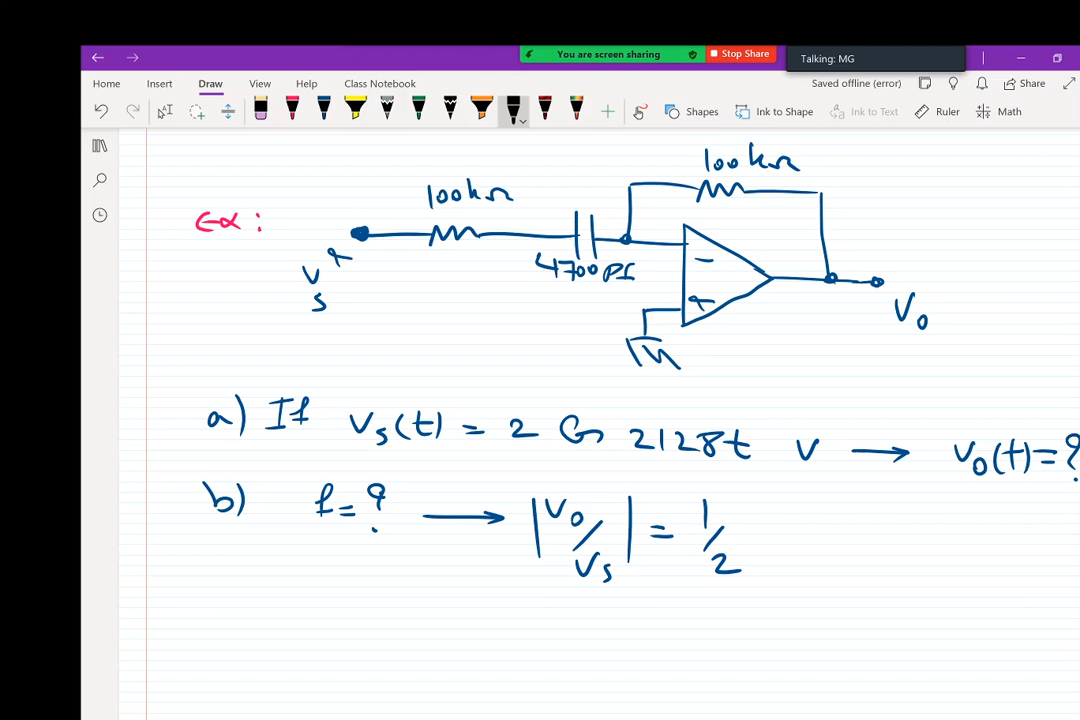 You are screen sharing Stop Share Talking: MG
Home Insert Draw View Help Class Notebook Saved offline (error) Share
Shapes Ink to Shape Ink to Text Ruler Math
100kΩ
100kΩ
Ex:
+
Vs
4700 pF
−
+
Vo
a) If Vs(t) = 2 Cos 2128t V → Vo(t) = ?
b) f = ? → |Vo/Vs| = 1/2